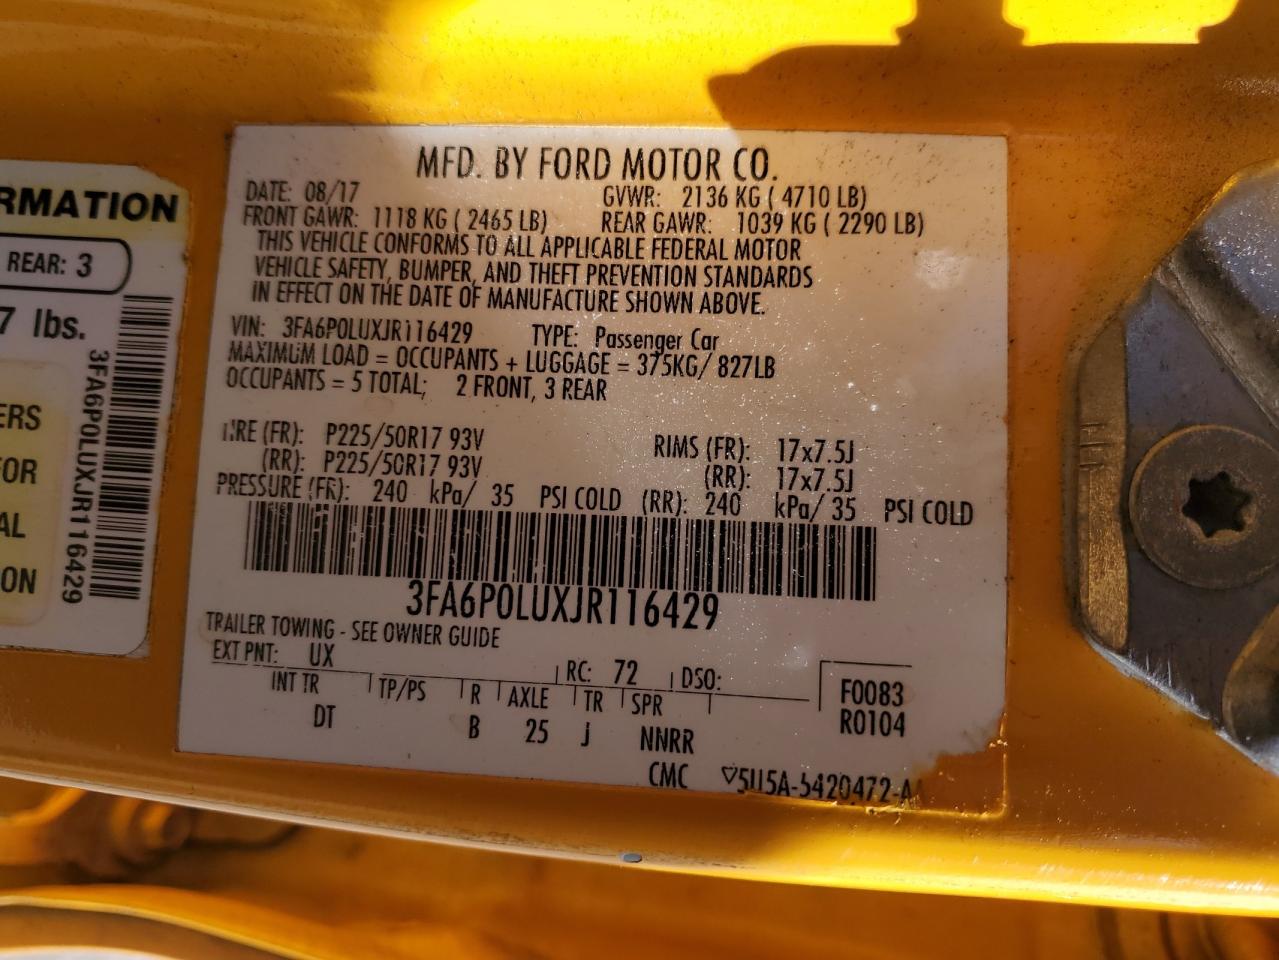 RMATION
REAR: 3
7 lbs.
3FA6P0LUXJR116429
ERS
FOR
AL
ON
MFD. BY FORD MOTOR CO.
DATE: 08/17 GVWR: 2136 KG ( 4710 LB)
FRONT GAWR: 1118 KG ( 2465 LB) REAR GAWR: 1039 KG ( 2290 LB)
THIS VEHICLE CONFORMS TO ALL APPLICABLE FEDERAL MOTOR
VEHICLE SAFETY, BUMPER, AND THEFT PREVENTION STANDARDS
IN EFFECT ON THE DATE OF MANUFACTURE SHOWN ABOVE.
VIN: 3FA6P0LUXJR116429 TYPE: Passenger Car
MAXIMUM LOAD = OCCUPANTS + LUGGAGE = 375KG/ 827LB
OCCUPANTS = 5 TOTAL; 2 FRONT, 3 REAR
TIRE (FR): P225/50R17 93V RIMS (FR): 17x7.5J
(RR): P225/50R17 93V (RR): 17x7.5J
PRESSURE (FR): 240 kPa/ 35 PSI COLD (RR): 240 kPa/ 35 PSI COLD
3FA6P0LUXJR116429
TRAILER TOWING - SEE OWNER GUIDE
EXT PNT: UX RC: 72 DSO:
INT TR TP/PS R AXLE TR SPR F0083
DT B 25 J NNRR R0104
CMC ▽5U5A-5420472-A